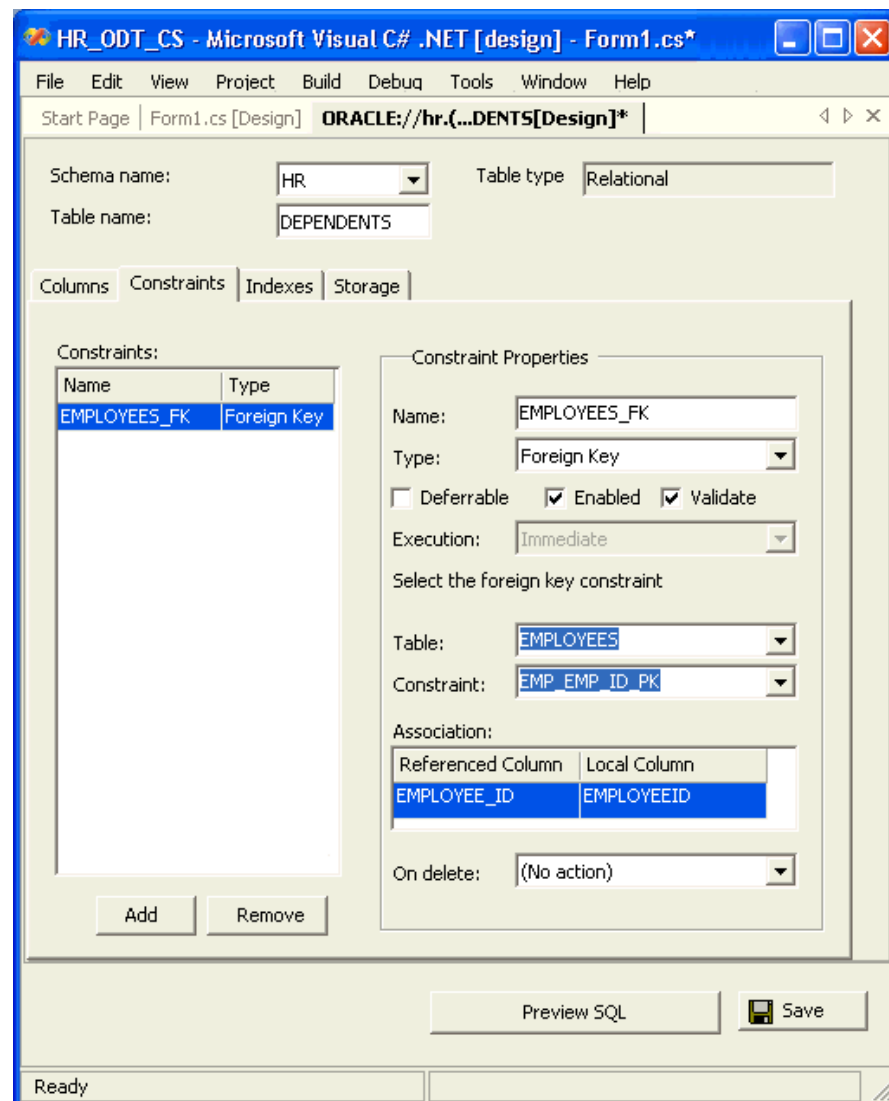 HR_ODT_CS - Microsoft Visual C# .NET [design] - Form1.cs*
File Edit View Project Build Debug Tools Window Help
Start Page Form1.cs [Design] ORACLE://hr.(...DENTS[Design]*
Schema name: HR Table type Relational
Table name: DEPENDENTS
Columns Constraints Indexes Storage
Constraints:
Name Type
EMPLOYEES_FK Foreign Key
Add Remove
Constraint Properties
Name: EMPLOYEES_FK
Type: Foreign Key
Deferrable Enabled Validate
Execution: Immediate
Select the foreign key constraint
Table: EMPLOYEES
Constraint: EMP_EMP_ID_PK
Association:
Referenced Column Local Column
EMPLOYEE_ID EMPLOYEEID
On delete: (No action)
Preview SQL Save
Ready